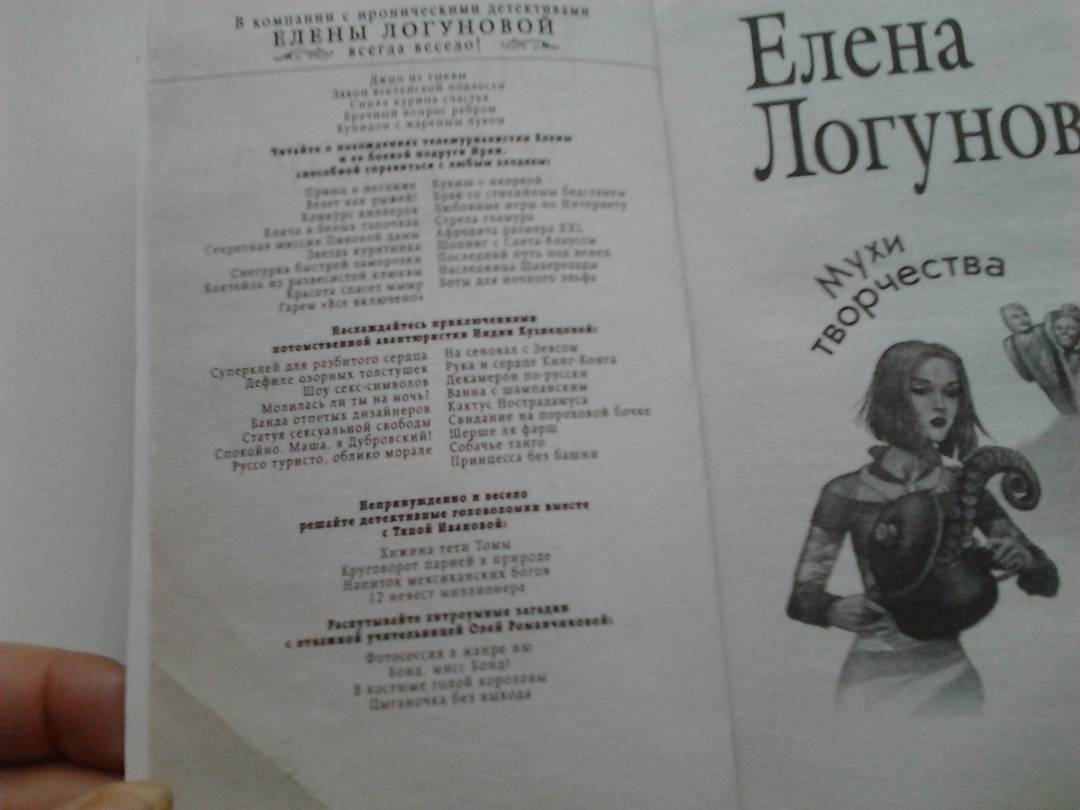 В компании с ироническими детективами
ЕЛЕНЫ ЛОГУНОВОЙ
всегда весело!
Джип из тыквы
Закон вселенской подлости
Синяя курица счастья
Брачный вопрос ребром
Купидон с жареным луком
Читайте о похождениях тележурналистки Елены
и ее боевой подруги Ирки,
способной справиться с любым злодеем:
Принц в неглиже
Везет как рыжей!
Конкурс киллеров
Кляча в белых тапочках
Секретная миссия Пиковой дамы
Звезда курятника
Снегурка быстрой заморозки
Коктейль из развесистой клюквы
Красота спасет мымр
Гарем «Все включено»
Кукиш с икоркой
Брак со стихийным бедствием
Любовные игры по Интернету
Стрела гламура
Афродита размера XXL
Шопинг с Санта-Клаусом
Последний путь под венец
Наследница Шахерезады
Боты для ночного эльфа
Наслаждайтесь приключениями
потомственной авантюристки Индии Кузнецовой:
Суперклей для разбитого сердца
Дефиле озорных толстушек
Шоу секс-символов
Молилась ли ты на ночь?
Банда отпетых дизайнеров
Статуя сексуальной свободы
Спокойно, Маша, я Дубровский!
Руссо туристо, облико морале
На сеновал с Зевсом
Рука и сердце Кинг-Конга
Декамерон по-русски
Ванна с шампанским
Кактус Нострадамуса
Свидание на пороховой бочке
Шерше ля фарш
Собачье танго
Принцесса без башни
Непринужденно и весело
решайте детективные головоломки вместе
с Тяпой Ивановой:
Хижина тети Томы
Круговорот парней в природе
Напиток мексиканских богов
12 невест миллионера
Распутывайте хитроумные загадки
с отважной учительницей Олей Романчиковой:
Фотосессия в жанре ню
Бонд, мисс Бонд!
В костюме голой королевы
Цыганочка без выхода
Елена
Логунов
Мухи
творчества